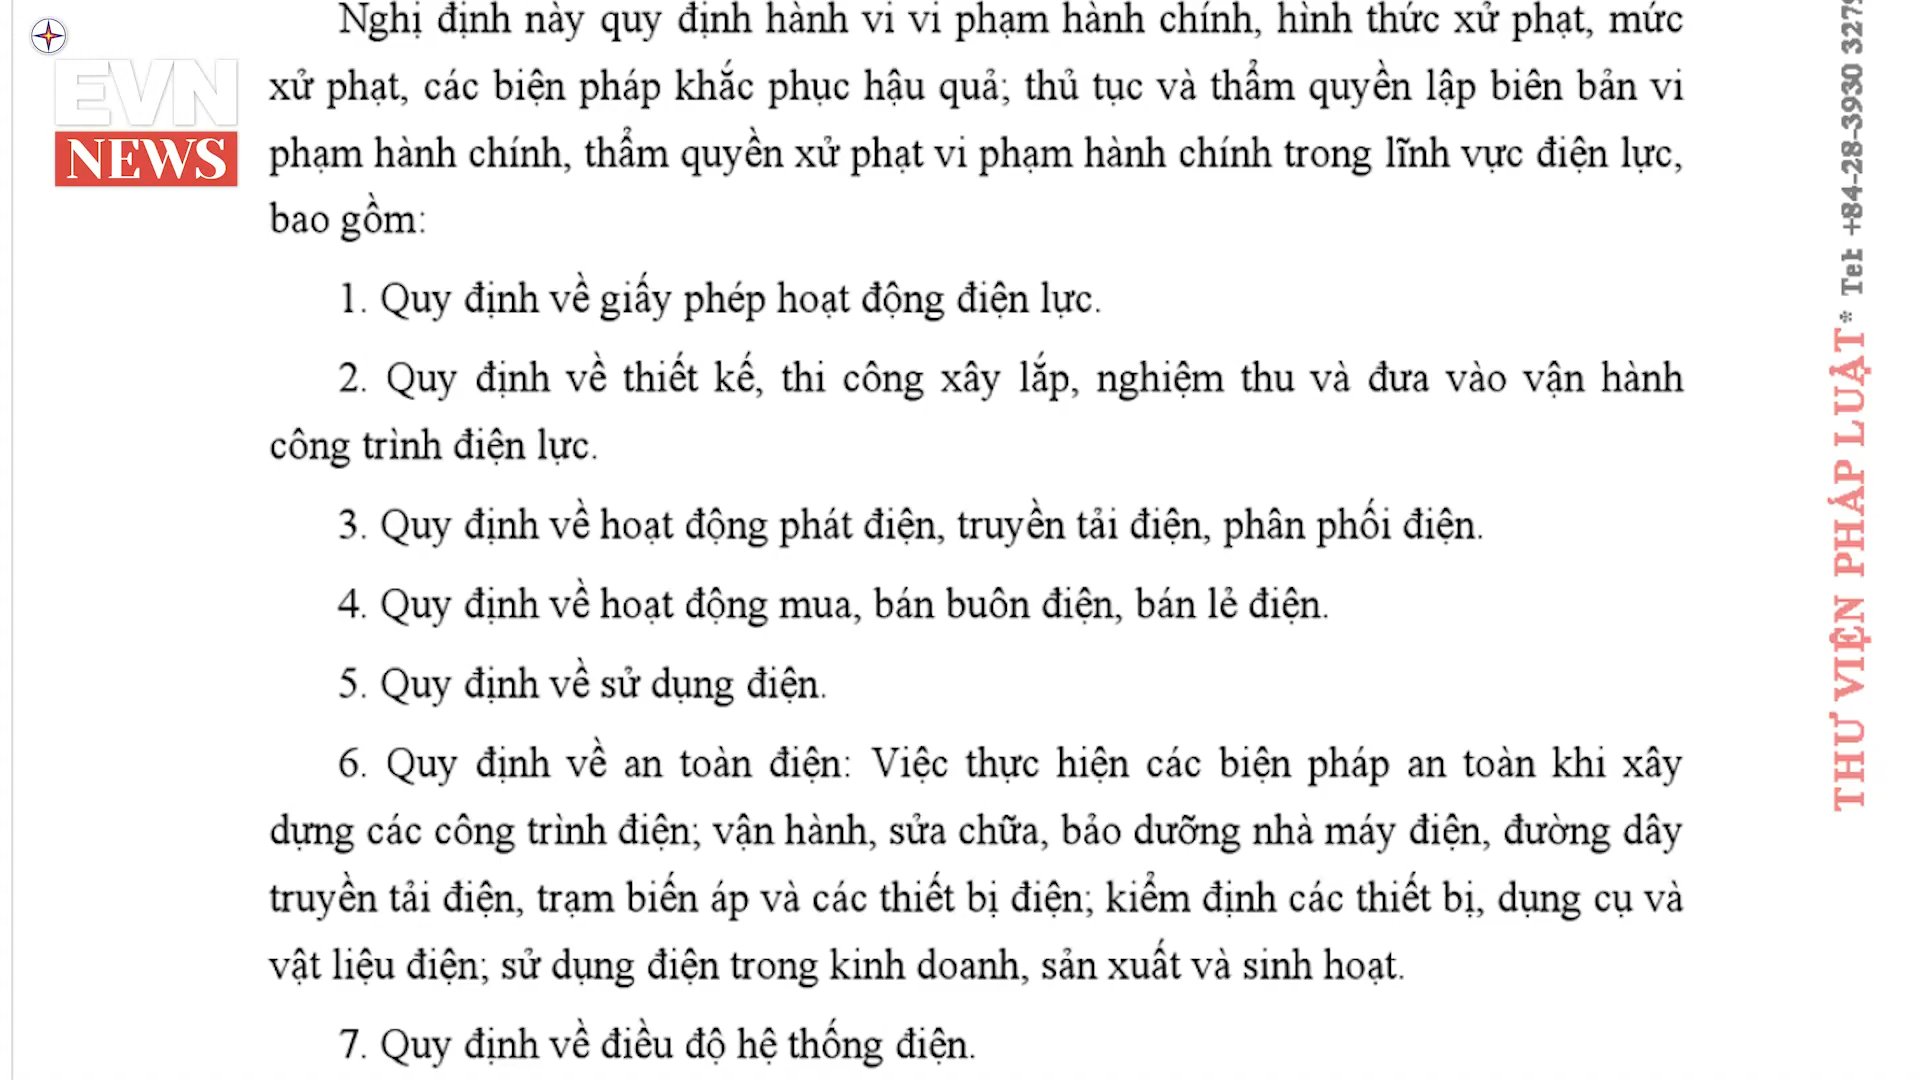 EVN
NEWS
Nghị định này quy định hành vi vi phạm hành chính, hình thức xử phạt, mức
xử phạt, các biện pháp khắc phục hậu quả; thủ tục và thẩm quyền lập biên bản vi
phạm hành chính, thẩm quyền xử phạt vi phạm hành chính trong lĩnh vực điện lực,
bao gồm:
1. Quy định về giấy phép hoạt động điện lực.
2. Quy định về thiết kế, thi công xây lắp, nghiệm thu và đưa vào vận hành
công trình điện lực.
3. Quy định về hoạt động phát điện, truyền tải điện, phân phối điện.
4. Quy định về hoạt động mua, bán buôn điện, bán lẻ điện.
5. Quy định về sử dụng điện.
6. Quy định về an toàn điện: Việc thực hiện các biện pháp an toàn khi xây
dựng các công trình điện; vận hành, sửa chữa, bảo dưỡng nhà máy điện, đường dây
truyền tải điện, trạm biến áp và các thiết bị điện; kiểm định các thiết bị, dụng cụ và
vật liệu điện; sử dụng điện trong kinh doanh, sản xuất và sinh hoạt.
7. Quy định về điều độ hệ thống điện.
THƯ VIỆN PHÁP LUẬT * Tel: +84-28-3930 327